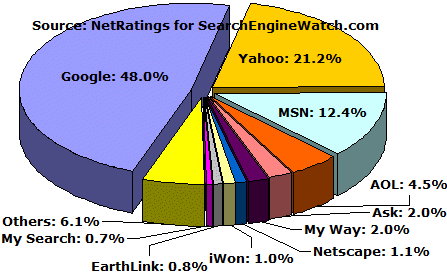 Source: NetRatings for SearchEngineWatch.com
Google: 48.0%
Yahoo: 21.2%
MSN: 12.4%
AOL: 4.5%
Ask: 2.0%
My Way: 2.0%
Netscape: 1.1%
iWon: 1.0%
EarthLink: 0.8%
My Search: 0.7%
Others: 6.1%